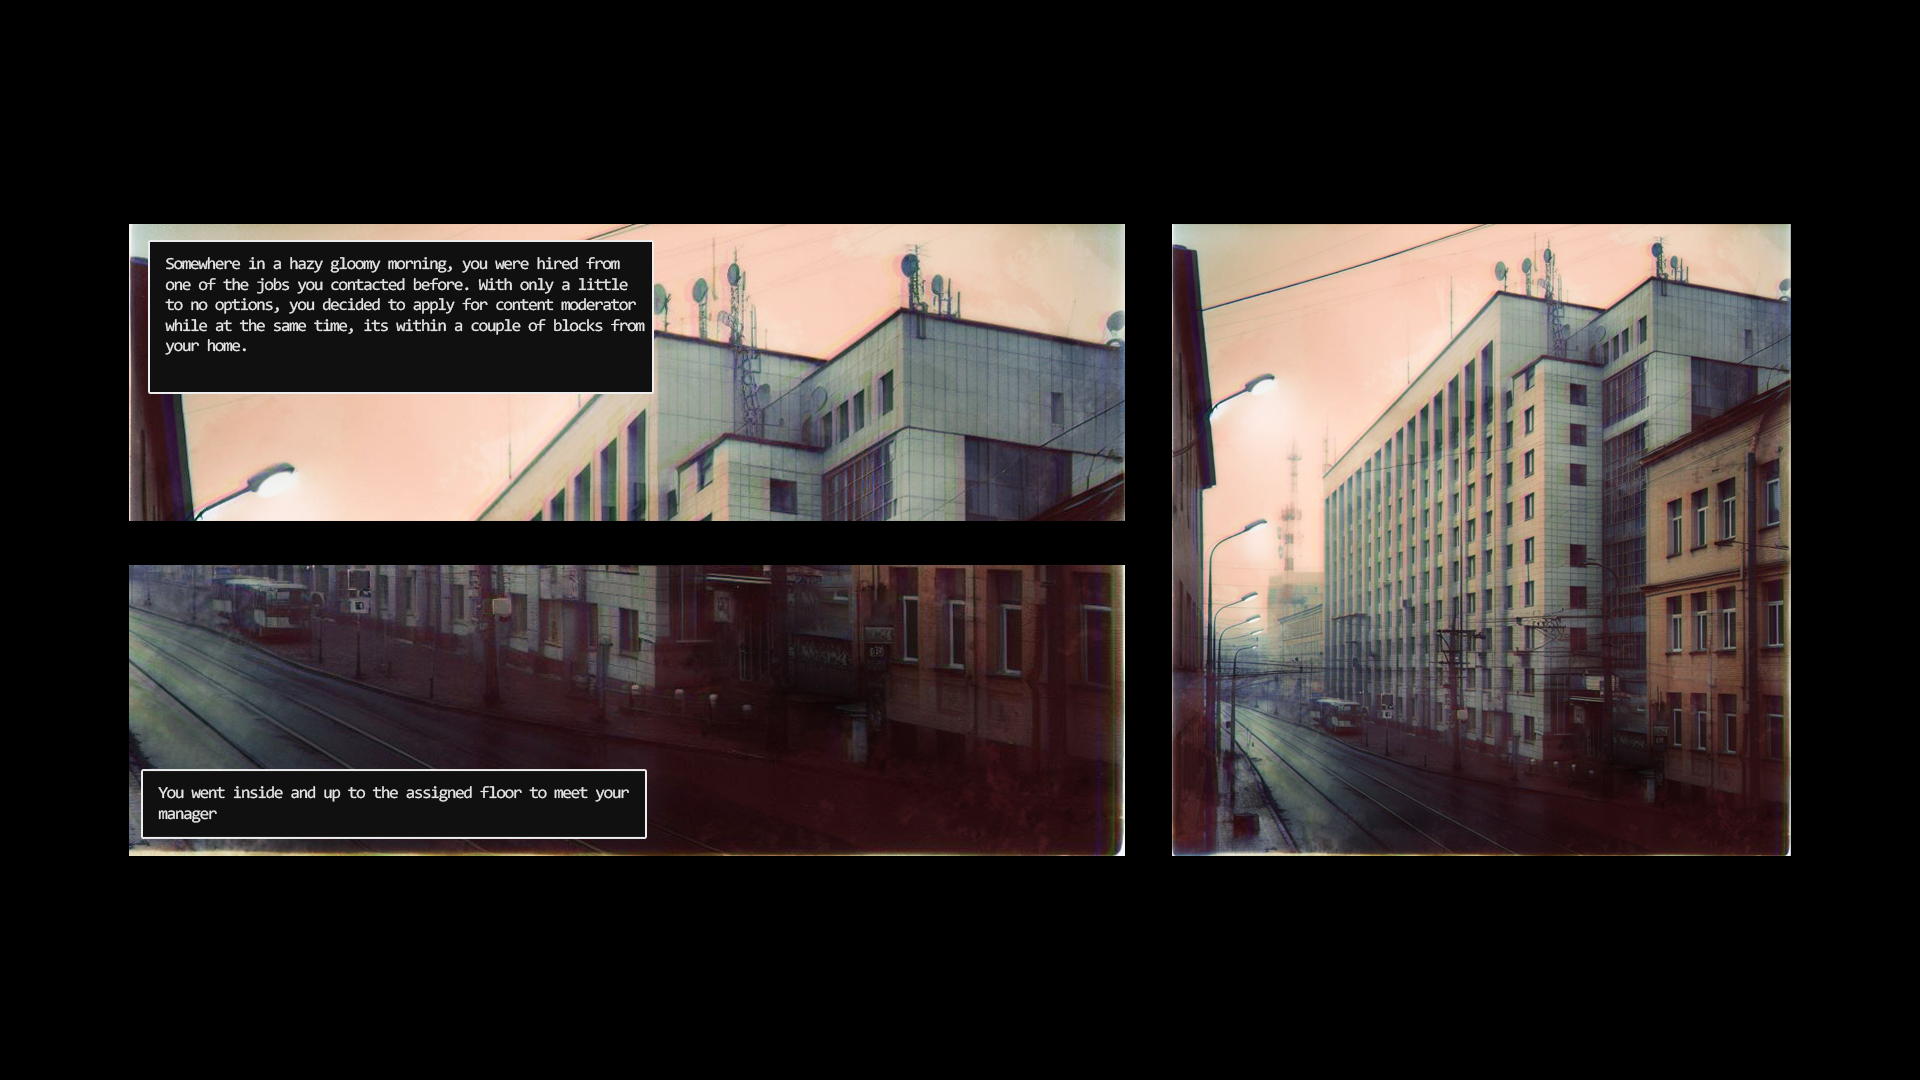 Somewhere in a hazy gloomy morning, you were hired from
one of the jobs you contacted before. With only a little
to no options, you decided to apply for content moderator
while at the same time, its within a couple of blocks from
your home.
You went inside and up to the assigned floor to meet your
manager